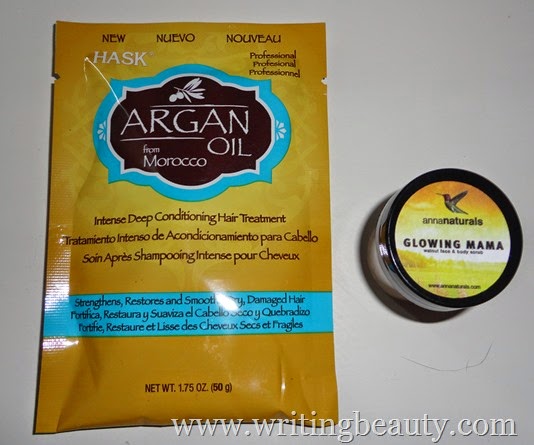 NEW NUEVO NOUVEAU
HASK®
Professional
Profesional
Professionnel
ARGAN
from OIL
Morocco
Intense Deep Conditioning Hair Treatment
Tratamiento Intenso de Acondicionamiento para Cabello
Soin Après Shampooing Intense pour Cheveux
Strengthens, Restores and Smooth Dry, Damaged Hair
Fortifica, Restaura y Suaviza el Cabello Seco y Quebradizo
Fortifie, Restaure et Lisse des Cheveux Secs et Fragiles
NET WT. 1.75 OZ. (50 g)
annanaturals
GLOWING MAMA
walnut face & body scrub
www.annanaturals.com
www.writingbeauty.com